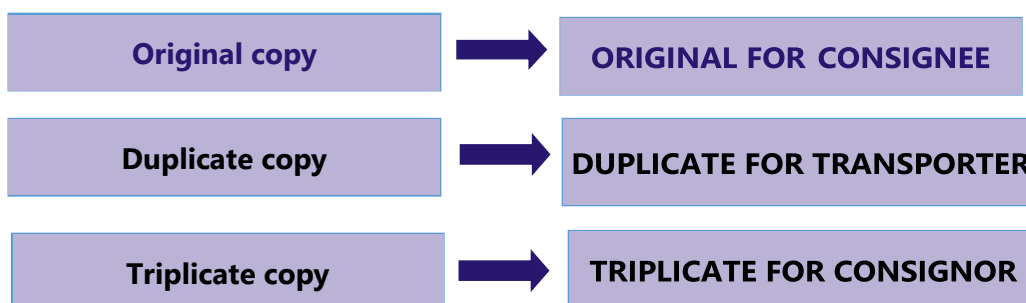 Original copy
ORIGINAL FOR CONSIGNEE
Duplicate copy
DUPLICATE FOR TRANSPORTER
Triplicate copy
TRIPLICATE FOR CONSIGNOR